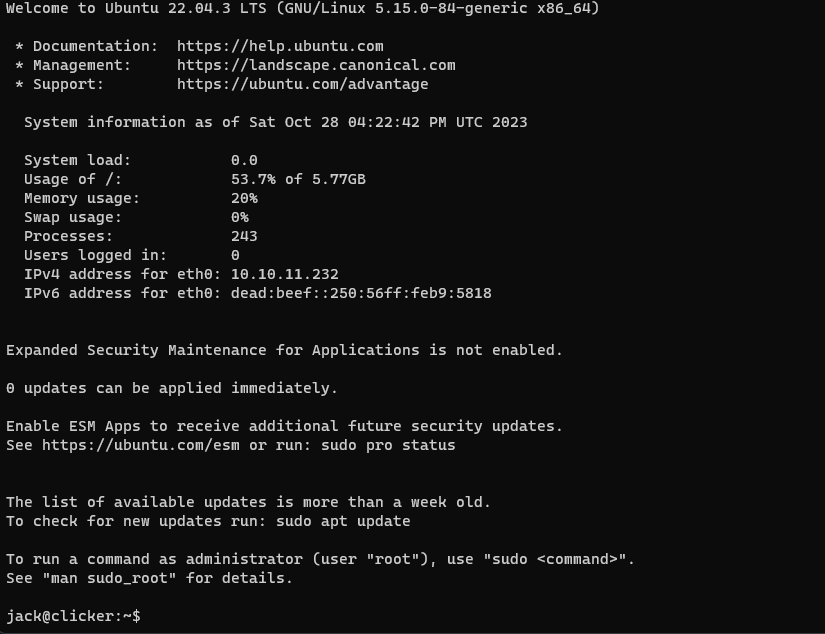 Welcome to Ubuntu 22.04.3 LTS (GNU/Linux 5.15.0-84-generic x86_64)
* Documentation:  https://help.ubuntu.com
* Management:     https://landscape.canonical.com
* Support:        https://ubuntu.com/advantage
System information as of Sat Oct 28 04:22:42 PM UTC 2023
System load:           0.0
Usage of /:            53.7% of 5.77GB
Memory usage:          20%
Swap usage:            0%
Processes:             243
Users logged in:       0
IPv4 address for eth0: 10.10.11.232
IPv6 address for eth0: dead:beef::250:56ff:feb9:5818
Expanded Security Maintenance for Applications is not enabled.
0 updates can be applied immediately.
Enable ESM Apps to receive additional future security updates.
See https://ubuntu.com/esm or run: sudo pro status
The list of available updates is more than a week old.
To check for new updates run: sudo apt update
To run a command as administrator (user "root"), use "sudo <command>".
See "man sudo_root" for details.
jack@clicker:~$